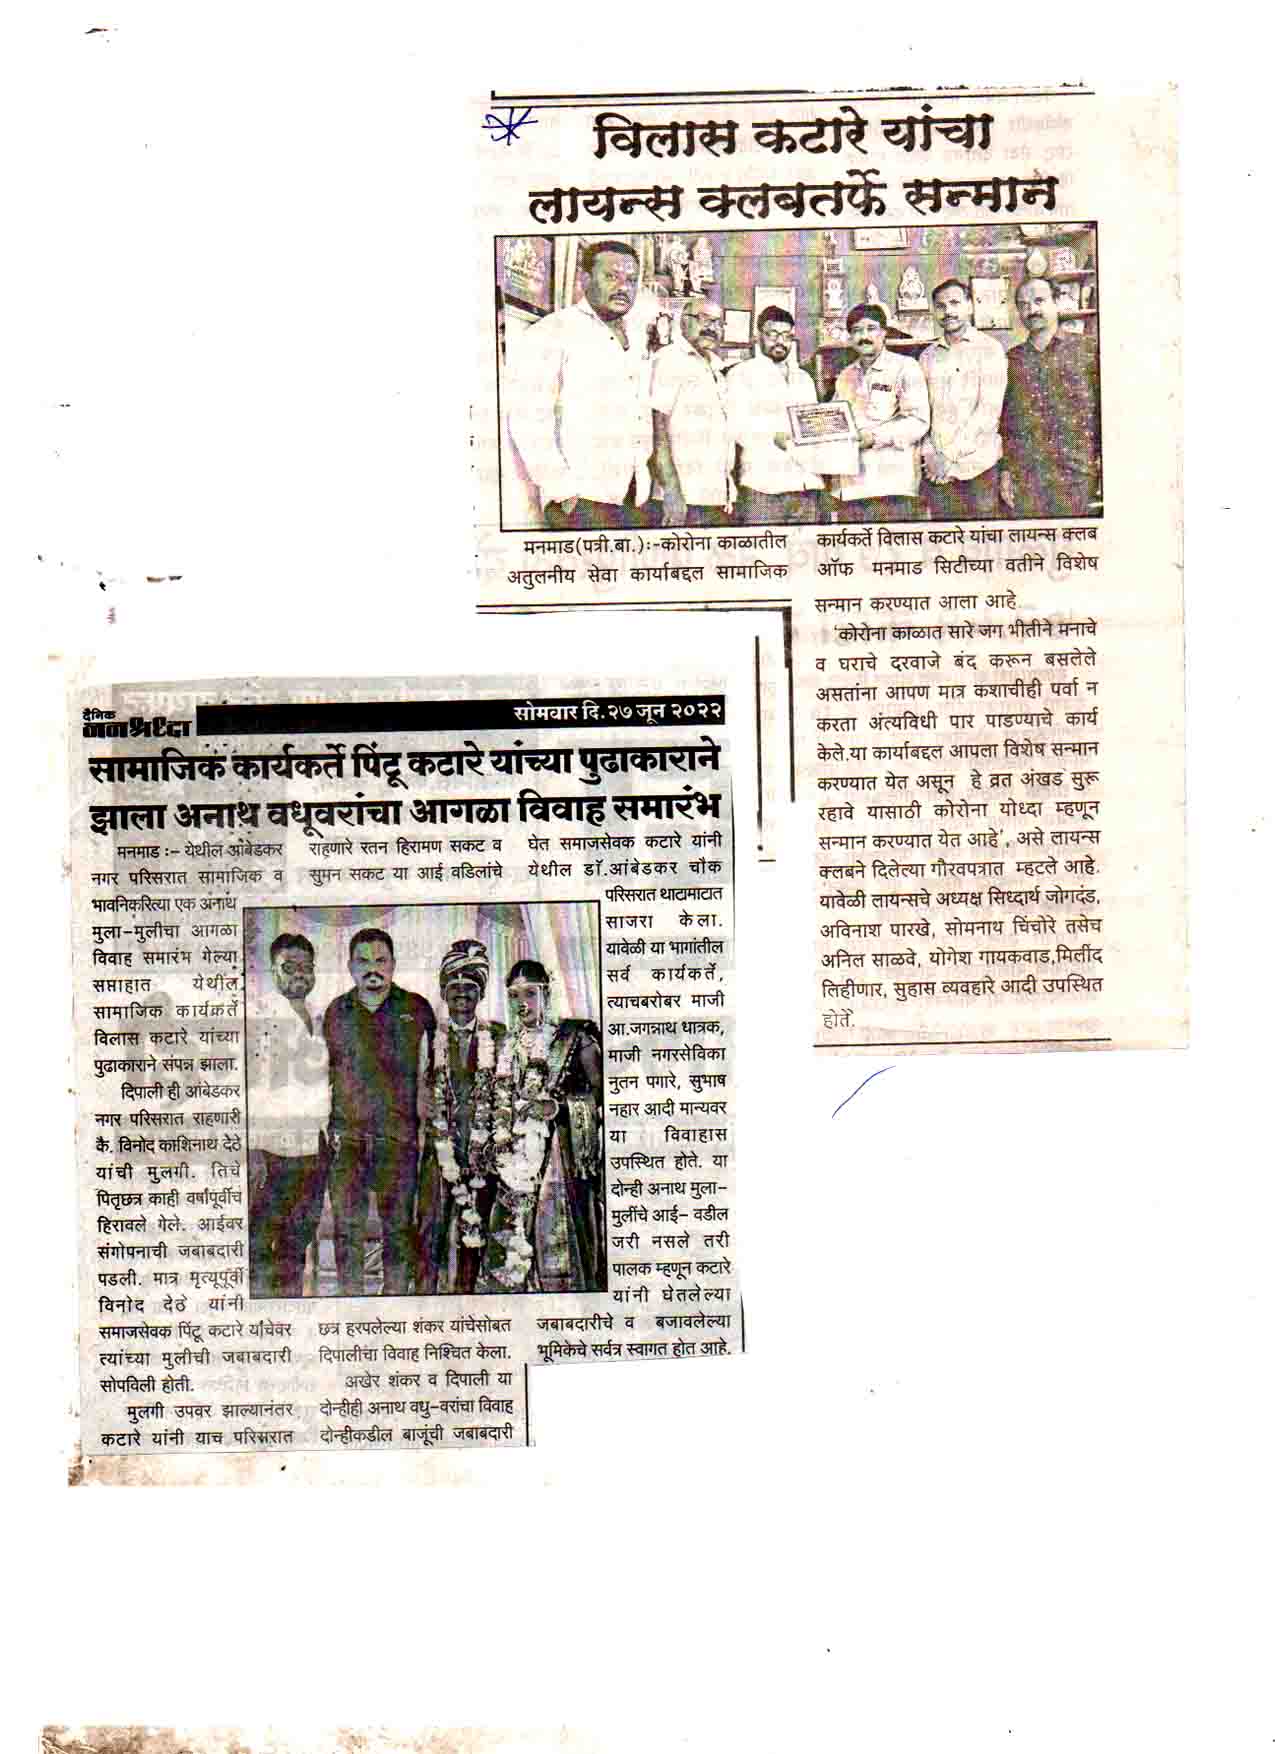 विलास कटारे यांचा
लायन्स क्लबतर्फे सन्मान
मनमाड(पत्री.बा.):-कोरोना काळातील
अतुलनीय सेवा कार्याबद्दल सामाजिक
कार्यकर्ते विलास कटारे यांचा लायन्स क्लब
ऑफ मनमाड सिटीच्या वतीने विशेष
सन्मान करण्यात आला आहे.
'कोरोना काळात सारे जग भीतीने मनाचे
व घराचे दरवाजे बंद करून बसलेले
असतांना आपण मात्र कशाचीही पर्वा न
करता अंत्यविधी पार पाडण्याचे कार्य
केले.या कार्याबद्दल आपला विशेष सन्मान
करण्यात येत असून हे व्रत अंखड सुरू
रहावे यासाठी कोरोना योध्दा म्हणून
सन्मान करण्यात येत आहे', असे लायन्स
क्लबने दिलेल्या गौरवपत्रात म्हटले आहे.
यावेळी लायन्सचे अध्यक्ष सिध्दार्थ जोगदंड,
अविनाश पारखे, सोमनाथ चिंचोरे तसेच
अनिल साळवे, योगेश गायकवाड,मिलींद
लिहीणार, सुहास व्यवहारे आदी उपस्थित
होते.
दैनिक
जनश्रध्दा
सोमवार दि.२७ जून २०२२
सामाजिक कार्यकर्ते पिंटू कटारे यांच्या पुढाकाराने
झाला अनाथ वधूवरांचा आगळा विवाह समारंभ
मनमाड :- येथील आंबेडकर
नगर परिसरात सामाजिक व
भावनिकरित्या एक अनाथ
मुला-मुलीचा आगळा
विवाह समारंभ गेल्या
सप्ताहात येथील
सामाजिक कार्यकर्ते
विलास कटारे यांच्या
पुढाकाराने संपन्न झाला.
दिपाली ही आंबेडकर
नगर परिसरात राहणारी
कै. विनोद काशिनाथ देठे
यांची मुलगी. तिचे
पितृछत्र काही वर्षांपूर्वीच
हिरावले गेले. आईवर
संगोपनाची जबाबदारी
पडली. मात्र मृत्यूपूर्वी
विनोद देठे यांनी
समाजसेवक पिंटू कटारे यांचेवर
त्यांच्या मुलीची जबाबदारी
सोपविली होती.
मुलगी उपवर झाल्यानंतर
कटारे यांनी याच परिसरात
राहणारे रतन हिरामण सकट व
सुमन सकट या आई वडिलांचे
छत्र हरपलेल्या शंकर यांचेसोबत
दिपालीचा विवाह निश्चित केला.
अखेर शंकर व दिपाली या
दोन्हीही अनाथ वधु-वरांचा विवाह
दोन्हीकडील बाजूंची जबाबदारी
घेत समाजसेवक कटारे यांनी
येथील डॉ.आंबेडकर चौक
परिसरात थाटामाटात
साजरा केला.
यावेळी या भागांतील
सर्व कार्यकर्ते,
त्याचबरोबर माजी
आ.जगन्नाथ धात्रक,
माजी नगरसेविका
नुतन पगारे, सुभाष
नहार आदी मान्यवर
या विवाहास
उपस्थित होते. या
दोन्ही अनाथ मुला-
मुलींचे आई- वडील
जरी नसले तरी
पालक म्हणून कटारे
यांनी घेतलेल्या
जबाबदारीचे व बजावलेल्या
भूमिकेचे सर्वत्र स्वागत होत आहे.